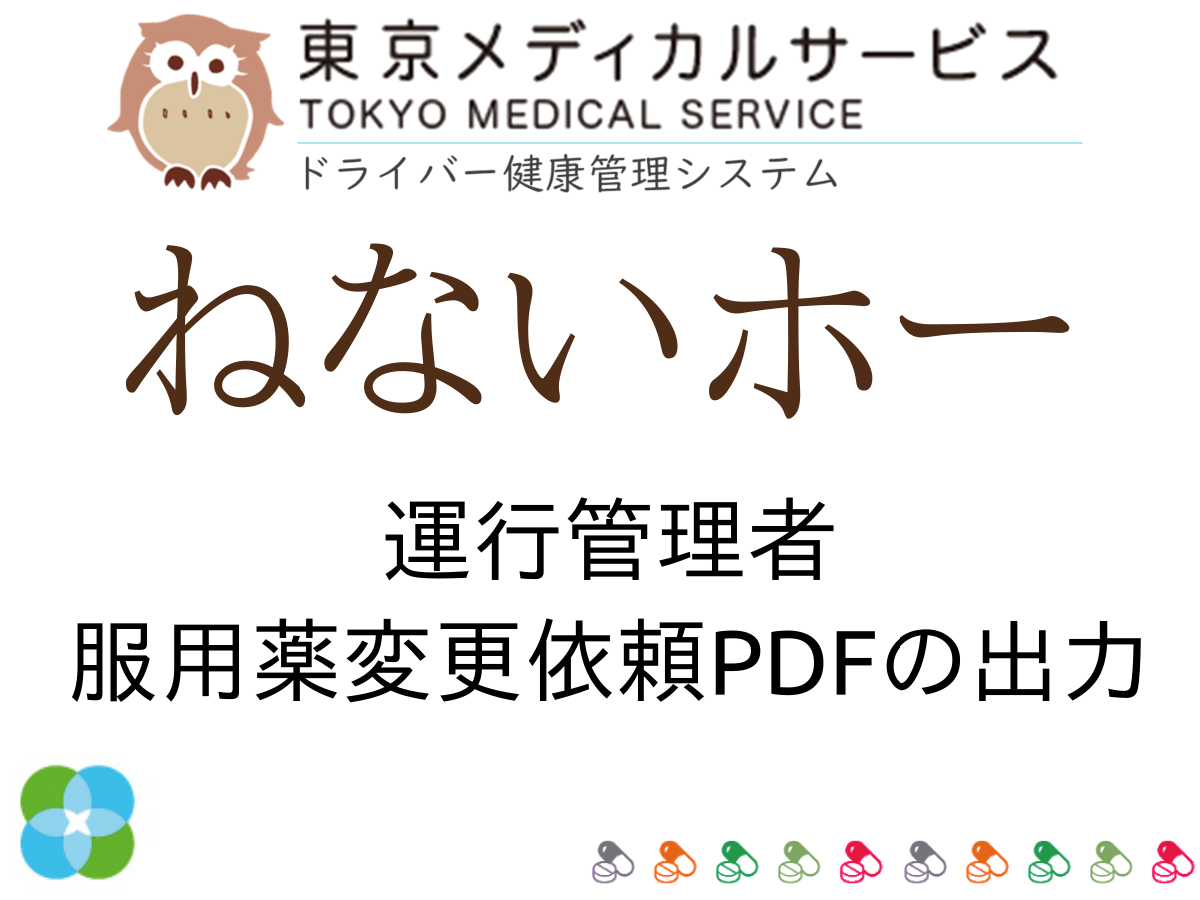 東京メディカルサービス
TOKYO MEDICAL SERVICE
ドライバー健康管理システム
ねないホー
運行管理者
服用薬変更依頼PDFの出力